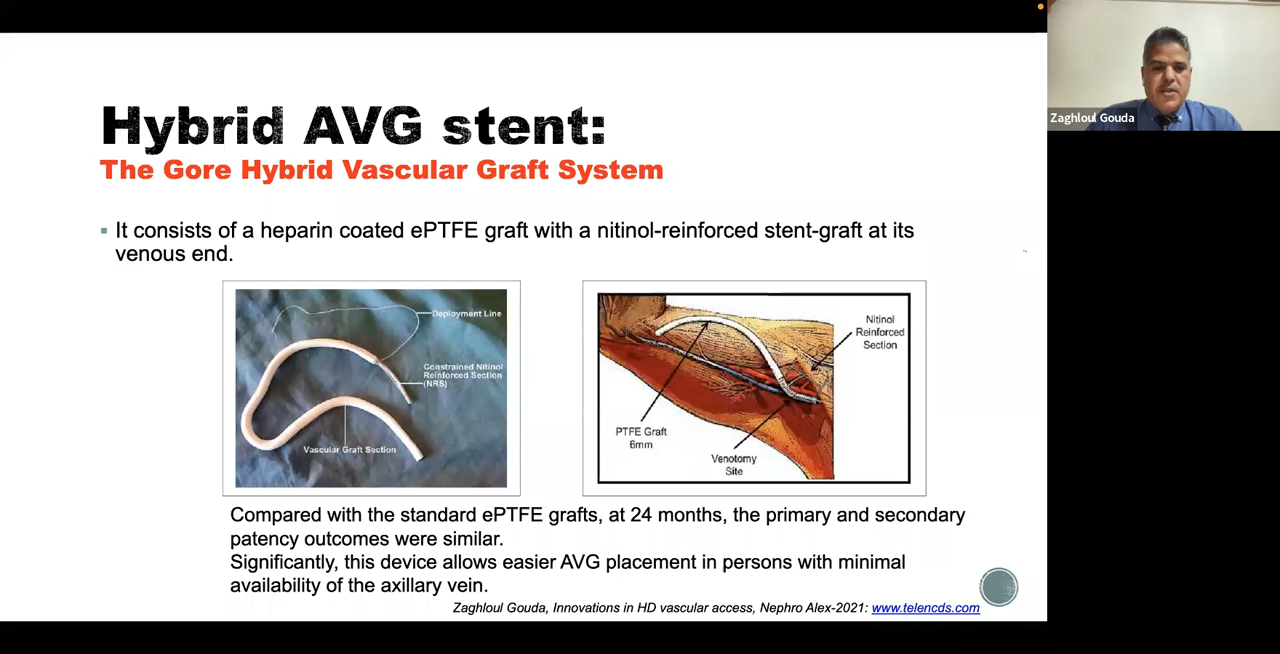 Hybrid AVG stent:
The Gore Hybrid Vascular Graft System
Zaghloul Gouda
It consists of a heparin coated ePTFE graft with a nitinol-reinforced stent-graft at its
venous end.
Deployment Line
Constrained Nitinol
Reinforced Section
(NRS)
Vascular Graft Section
Nitinol
Reinforced
Section
PTFE Graft
6mm
Venotomy
Site
Compared with the standard ePTFE grafts, at 24 months, the primary and secondary
patency outcomes were similar.
Significantly, this device allows easier AVG placement in persons with minimal
availability of the axillary vein.
Zaghloul Gouda, Innovations in HD vascular access, Nephro Alex-2021: www.telencds.com